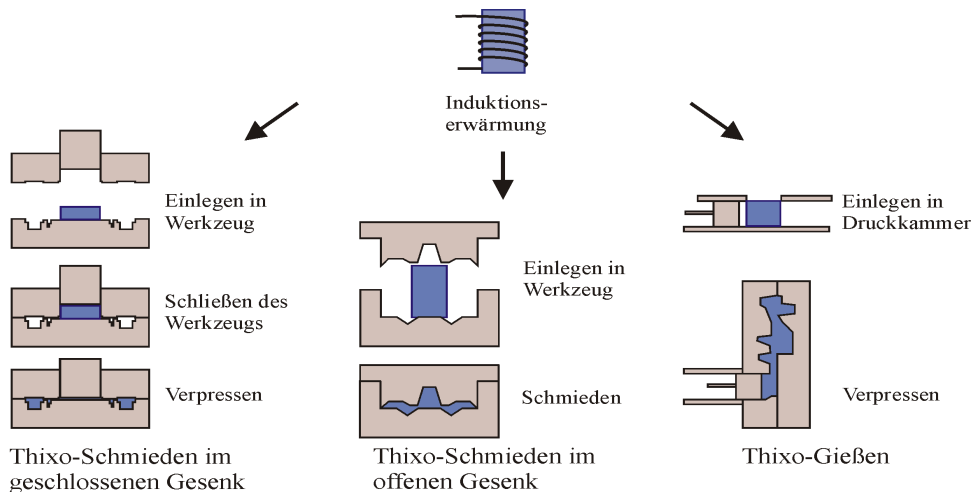 Induktions-
erwärmung
Einlegen in
Werkzeug
Schließen des
Werkzeugs
Verpressen
Thixo-Schmieden im
geschlossenen Gesenk
Einlegen in
Werkzeug
Schmieden
Thixo-Schmieden im
offenen Gesenk
Einlegen in
Druckkammer
Verpressen
Thixo-Gießen